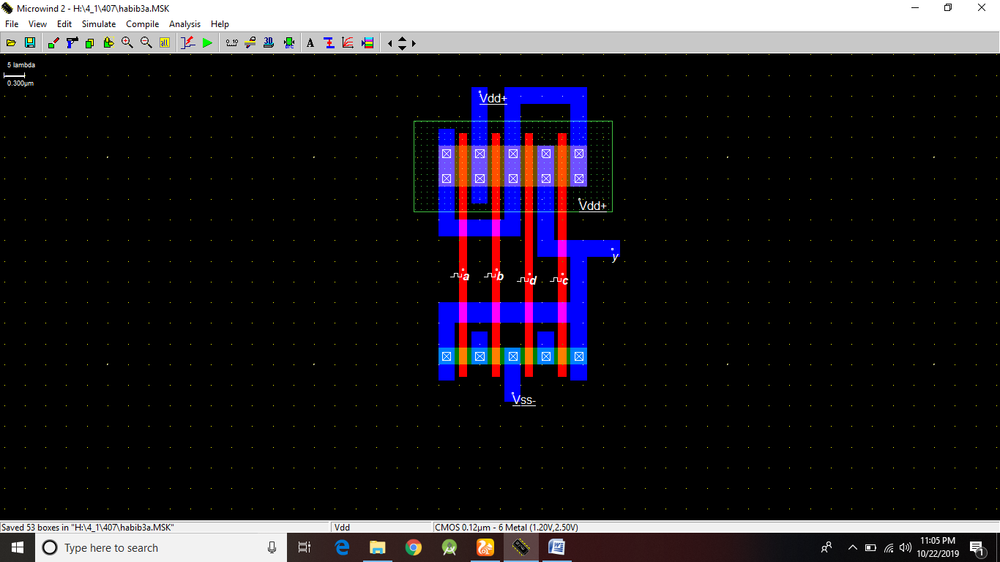 Microwind 2 - H:\4_1\407\habib3a.MSK
File View Edit Simulate Compile Analysis Help
5 lambda
0.300µm
Vdd+
Vdd+
y
a b d c
Vss-
Saved 53 boxes in "H:\4_1\407\habib3a.MSK" Vdd CMOS 0.12µm - 6 Metal (1.20V,2.50V)
Type here to search
11:05 PM
10/22/2019
1